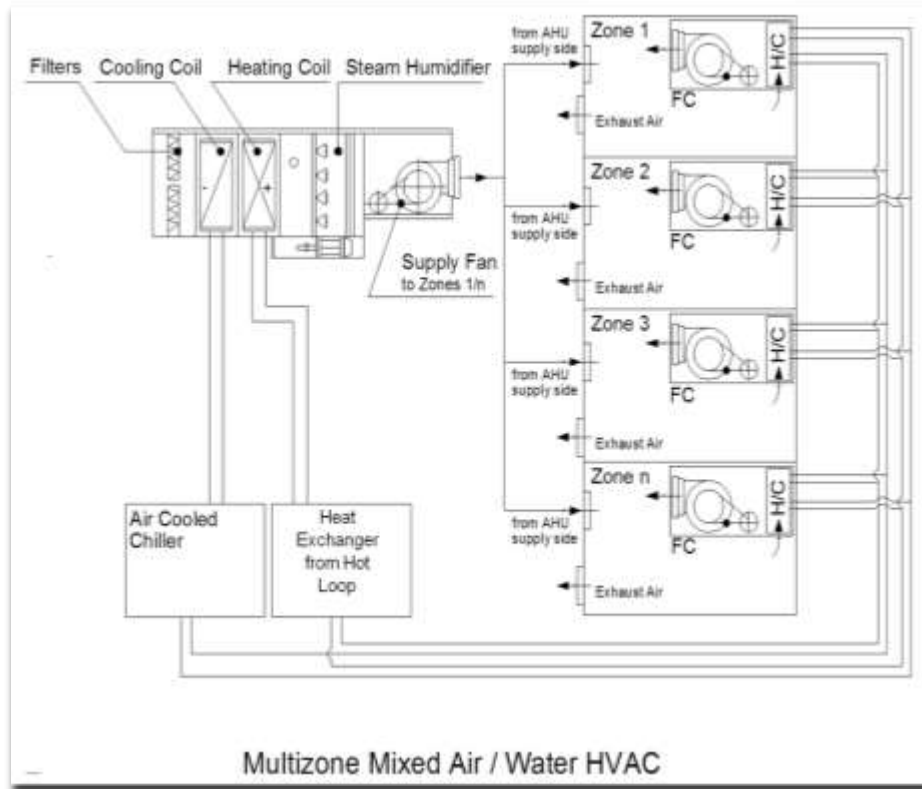 Filters
Cooling Coil
Heating Coil
Steam Humidifier
Supply Fan
to Zones 1/n
Air Cooled
Chiller
Heat
Exchanger
from Hot
Loop
from AHU
supply side
Zone 1
FC
H/C
Exhaust Air
from AHU
supply side
Zone 2
FC
H/C
Exhaust Air
from AHU
supply side
Zone 3
FC
H/C
Exhaust Air
from AHU
supply side
Zone n
FC
H/C
Exhaust Air
Multizone Mixed Air / Water HVAC